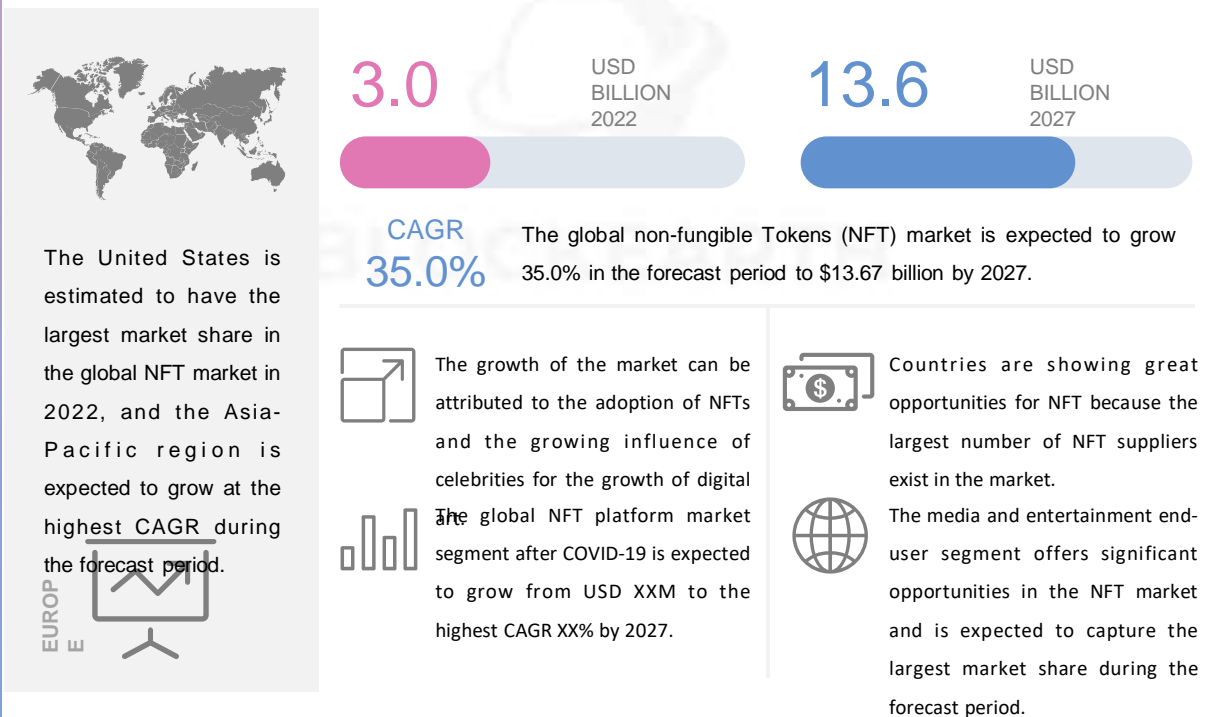 The United States is
estimated to have the
largest market share in
the global NFT market in
2022, and the Asia-
Pacific region is
expected to grow at the
highest CAGR during
the forecast period.
EUROP
E
3.0
USD
BILLION
2022
13.6
USD
BILLION
2027
CAGR
35.0%
The global non-fungible Tokens (NFT) market is expected to grow
35.0% in the forecast period to $13.67 billion by 2027.
The growth of the market can be
attributed to the adoption of NFTs
and the growing influence of
celebrities for the growth of digital
art.
The global NFT platform market
segment after COVID-19 is expected
to grow from USD XXM to the
highest CAGR XX% by 2027.
Countries are showing great
opportunities for NFT because the
largest number of NFT suppliers
exist in the market.
The media and entertainment end-
user segment offers significant
opportunities in the NFT market
and is expected to capture the
largest market share during the
forecast period.